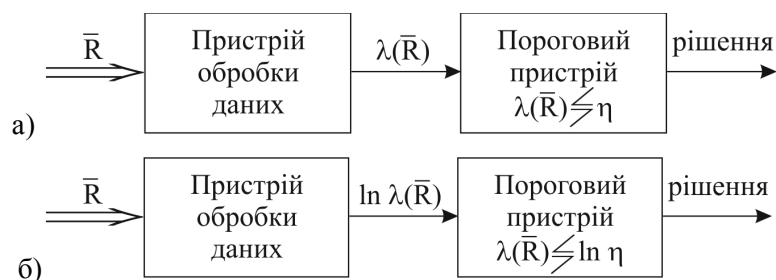 R̅
Пристрій
обробки
даних
λ(R̅)
Пороговий
пристрій
λ(R̅)≶η
рішення
а)
R̅
Пристрій
обробки
даних
ln λ(R̅)
Пороговий
пристрій
λ(R̅)≶ln η
рішення
б)